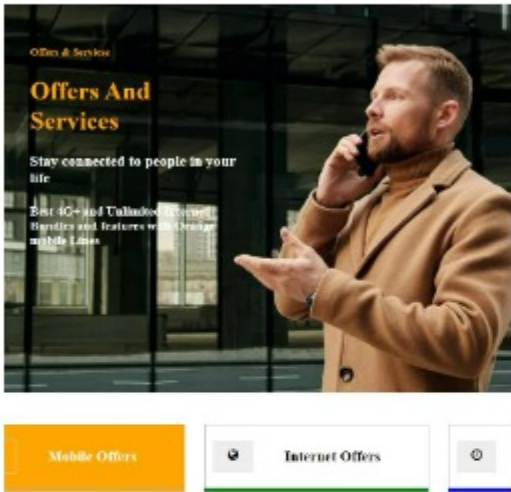 Offers & Services
Offers And
Services
Stay connected to people in your
life
Best 4G+ and Unlimited Internet
Bundles and features with Orange
mobile Lines
Mobile Offers
Internet Offers